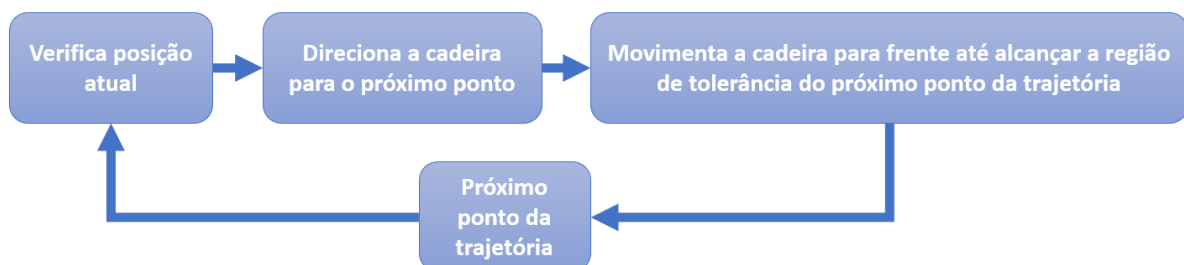 Verifica posição
atual
Direciona a cadeira
para o próximo ponto
Movimenta a cadeira para frente até alcançar a região
de tolerância do próximo ponto da trajetória
Próximo
ponto da
trajetória